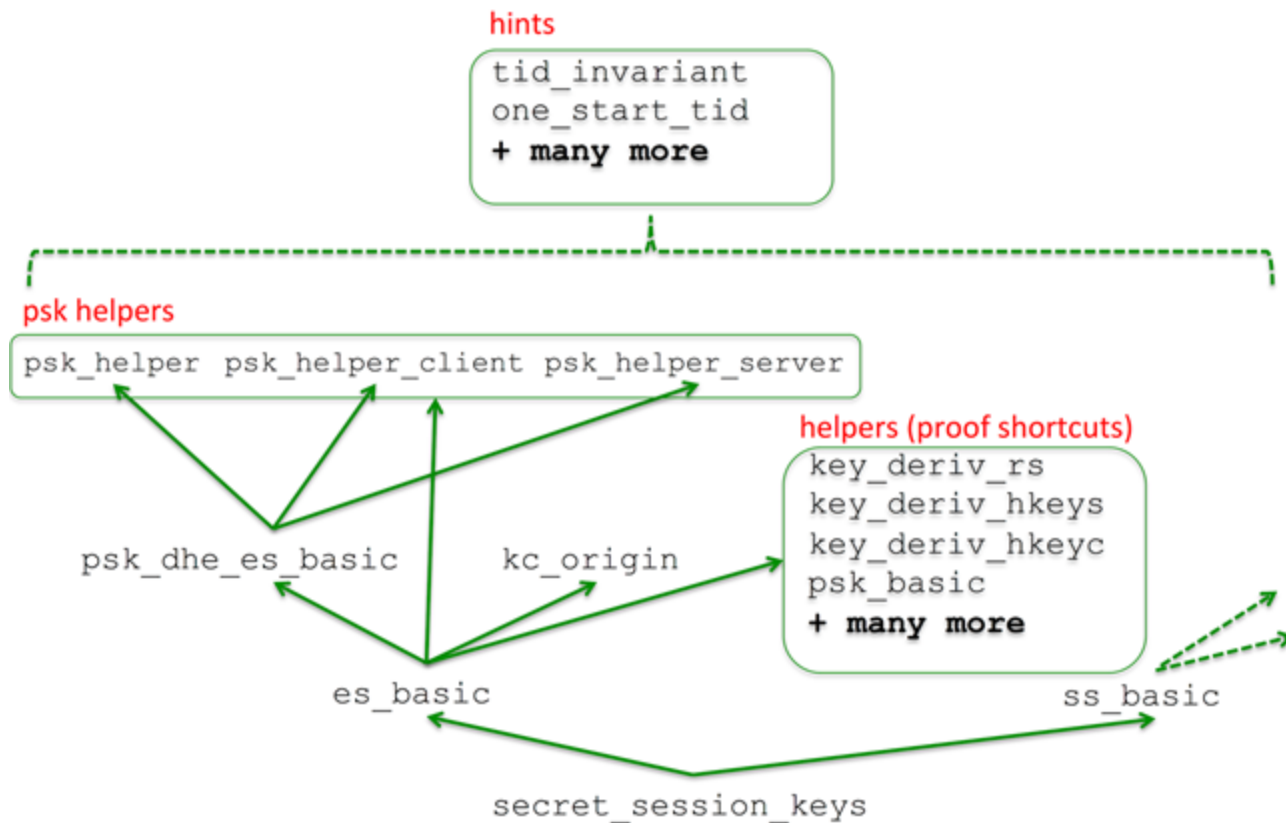 hints
tid_invariant
one_start_tid
+ many more
psk helpers
psk_helper psk_helper_client psk_helper_server
helpers (proof shortcuts)
key_deriv_rs
key_deriv_hkeys
key_deriv_hkeyc
psk_basic
+ many more
psk_dhe_es_basic kc_origin
es_basic ss_basic
secret_session_keys